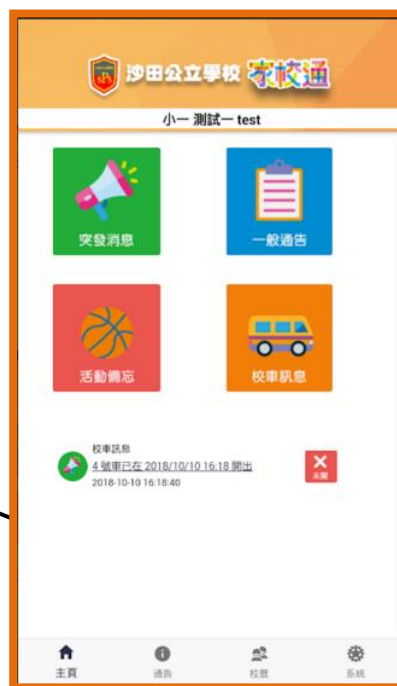 沙田公立學校 家校通
小一 測試一 test
突發消息
一般通告
活動備忘
校車訊息
校車訊息
4 號車已在 2018/10/10 16:18 開出
2018-10-10 16:18:40
未閱
主頁
通告
校曆
系統